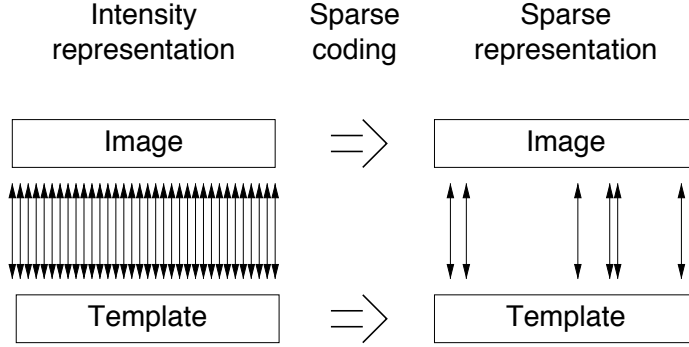 Intensity
representation
Sparse
coding
Sparse
representation
Image
Image
Template
Template